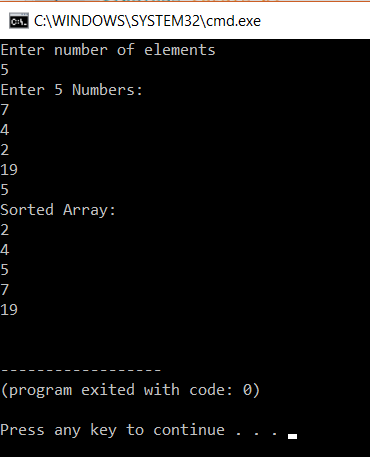 C:\WINDOWS\SYSTEM32\cmd.exe
Enter number of elements
5
Enter 5 Numbers:
7
4
2
19
5
Sorted Array:
2
4
5
7
19
------------------
(program exited with code: 0)
Press any key to continue . . .